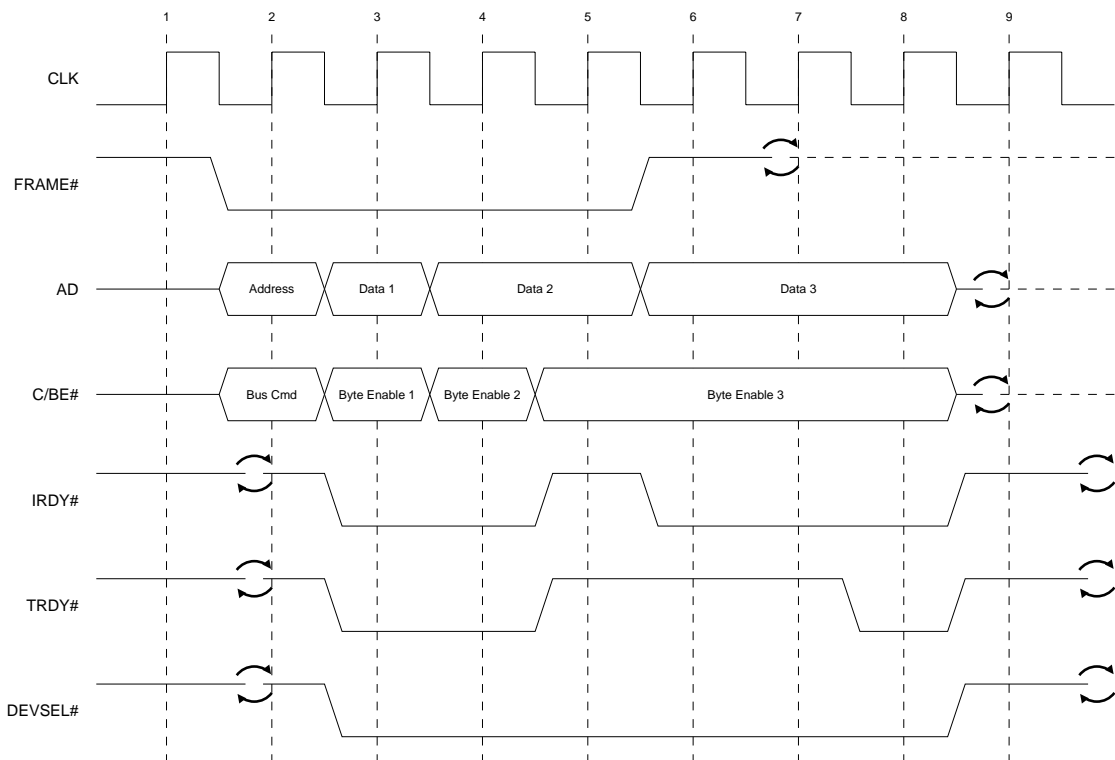 1 2 3 4 5 6 7 8 9
CLK
FRAME#
AD Address Data 1 Data 2 Data 3
C/BE# Bus Cmd Byte Enable 1 Byte Enable 2 Byte Enable 3
IRDY#
TRDY#
DEVSEL#